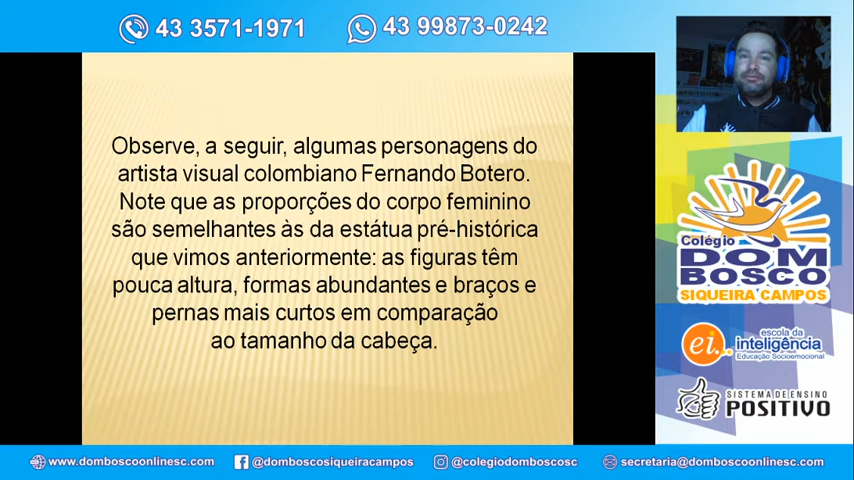 43 3571-1971
43 99873-0242
Observe, a seguir, algumas personagens do
artista visual colombiano Fernando Botero.
Note que as proporções do corpo feminino
são semelhantes às da estátua pré-histórica
que vimos anteriormente: as figuras têm
pouca altura, formas abundantes e braços e
pernas mais curtos em comparação
ao tamanho da cabeça.
Colégio
DOM
BOSCO
SIQUEIRA CAMPOS
ei...
escola da
inteligência
Educação Socioemocional
SISTEMA DE ENSINO
POSITIVO
www.domboscoonlinesc.com
@domboscosiqueiracampos
@colegiodomboscosc
secretaria@domboscoonlinesc.com